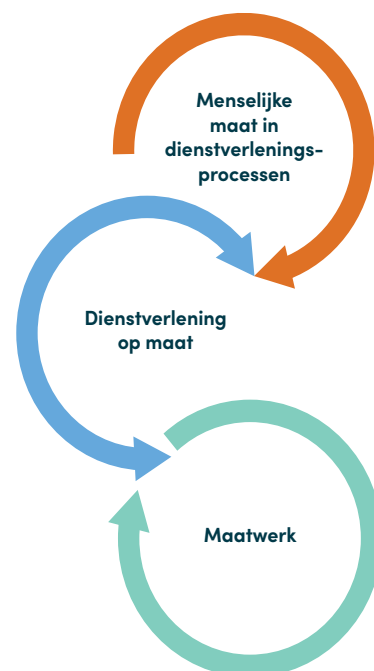 Menselijke
maat in
dienstverlenings-
processen
Dienstverlening
op maat
Maatwerk